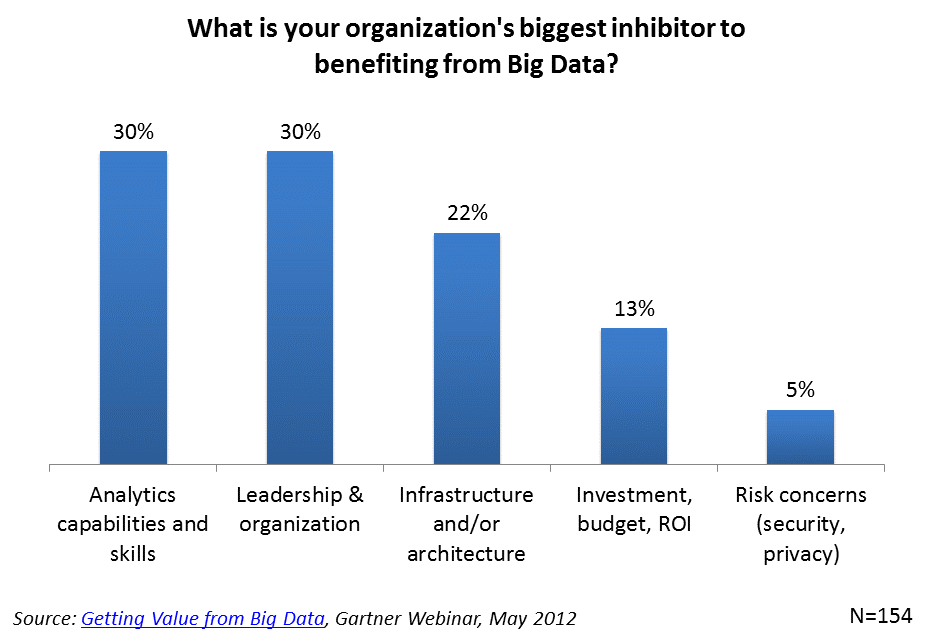 What is your organization's biggest inhibitor to
benefiting from Big Data?
30%
30%
22%
13%
5%
Analytics
capabilities and
skills
Leadership &
organization
Infrastructure
and/or
architecture
Investment,
budget, ROI
Risk concerns
(security,
privacy)
Source: Getting Value from Big Data, Gartner Webinar, May 2012
N=154